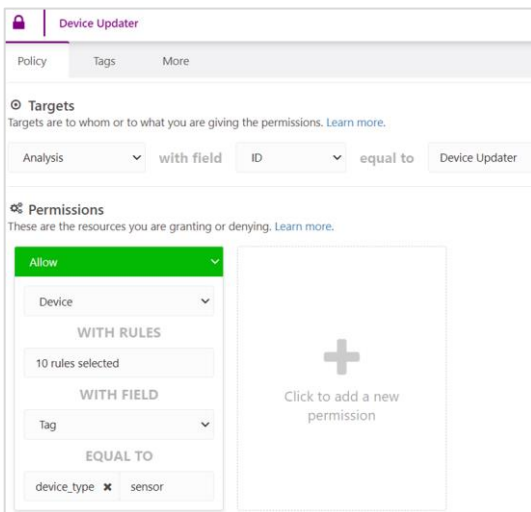 Device Updater
Policy Tags More
Targets
Targets are to whom or to what you are giving the permissions. Learn more.
Analysis with field ID equal to Device Updater
Permissions
These are the resources you are granting or denying. Learn more.
Allow
Device
WITH RULES
10 rules selected
WITH FIELD
Tag
EQUAL TO
device_type ✖ sensor
Click to add a new
permission